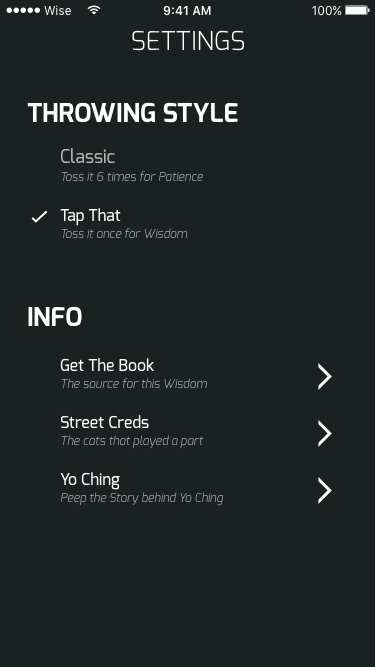 Wise 9:41 AM 100%
SETTINGS
THROWING STYLE
Classic
Toss it 6 times for Patience
Tap That
Toss it once for Wisdom
INFO
Get The Book
The source for this Wisdom
Street Creds
The cats that played a part
Yo Ching
Peep the Story behind Yo Ching